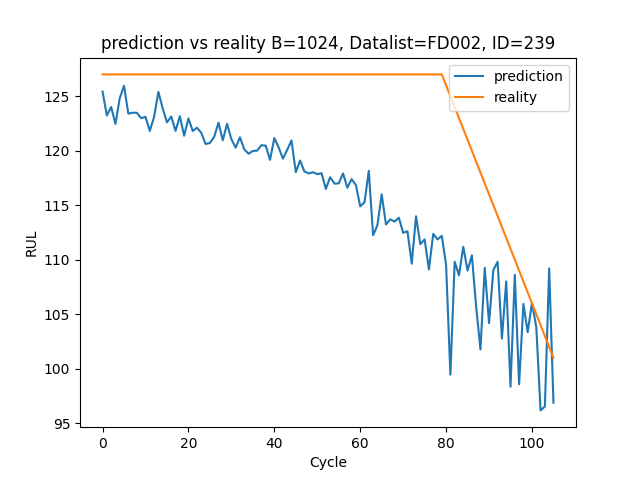 prediction vs reality B=1024, Datalist=FD002, ID=239
prediction
reality
125
120
115
110
105
100
95
RUL
0
20
40
60
80
100
Cycle